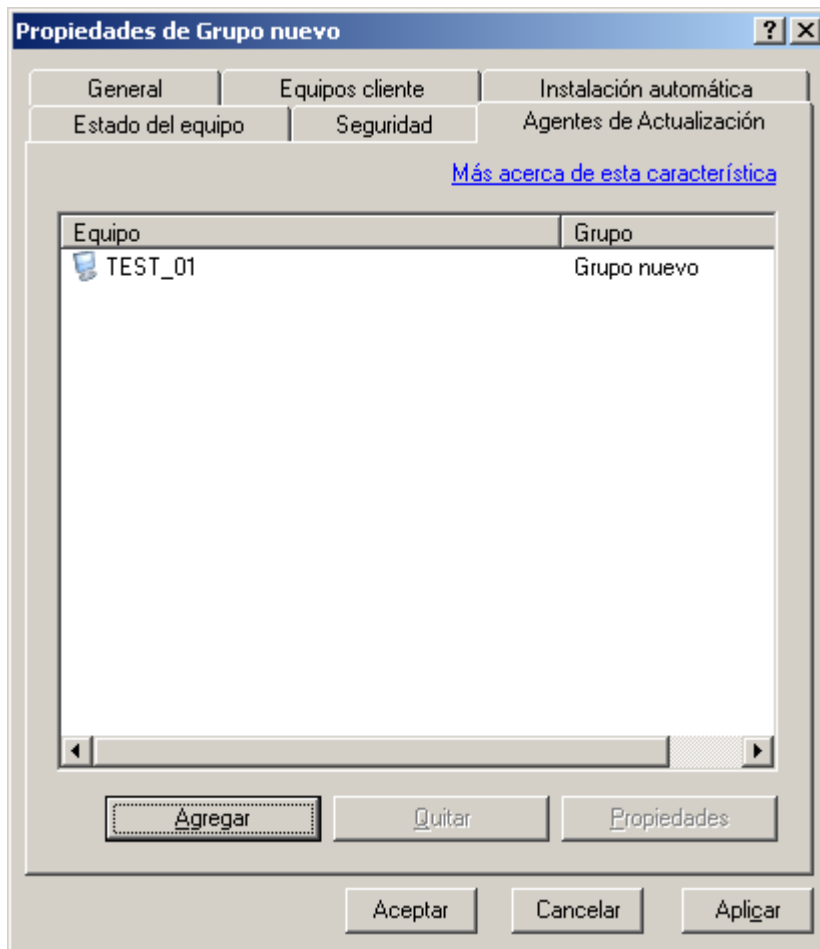 Propiedades de Grupo nuevo
General Equipos cliente Instalación automática
Estado del equipo Seguridad Agentes de Actualización
Más acerca de esta característica
Equipo Grupo
TEST_01 Grupo nuevo
Agregar Quitar Propiedades
Aceptar Cancelar Aplicar